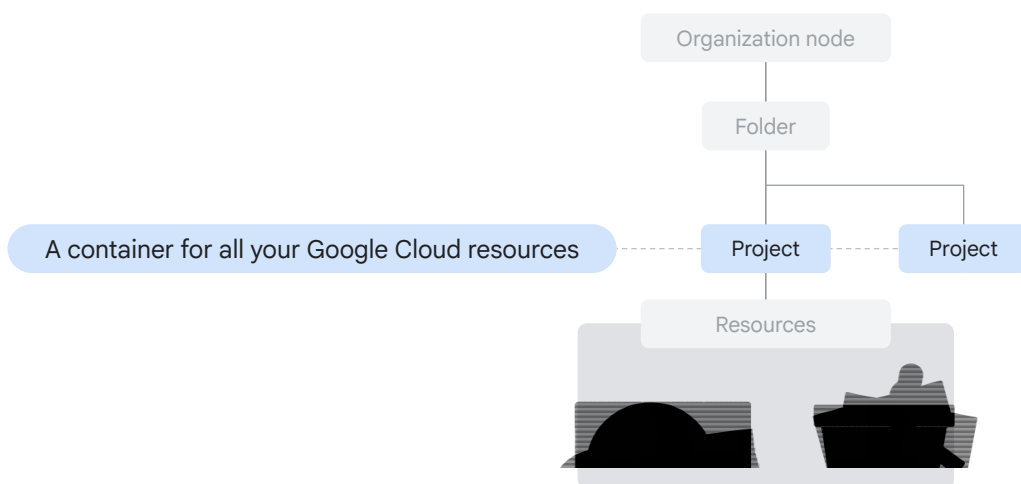 Organization node
Folder
A container for all your Google Cloud resources
Project
Project
Resources